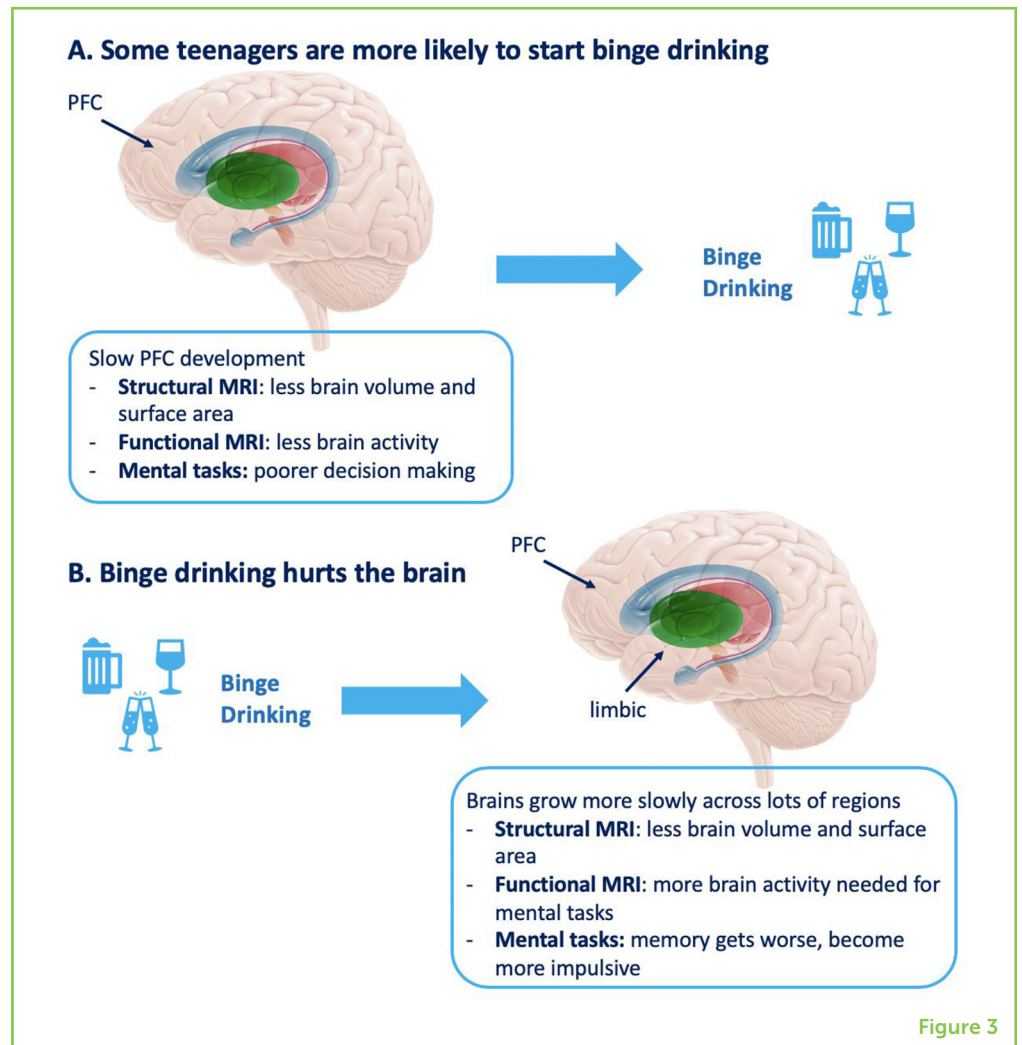 A. Some teenagers are more likely to start binge drinking
PFC
Binge
Drinking
Slow PFC development
- Structural MRI: less brain volume and
surface area
- Functional MRI: less brain activity
- Mental tasks: poorer decision making
B. Binge drinking hurts the brain
PFC
Binge
Drinking
limbic
Brains grow more slowly across lots of regions
- Structural MRI: less brain volume and surface
area
- Functional MRI: more brain activity needed for
mental tasks
- Mental tasks: memory gets worse, become
more impulsive
Figure 3